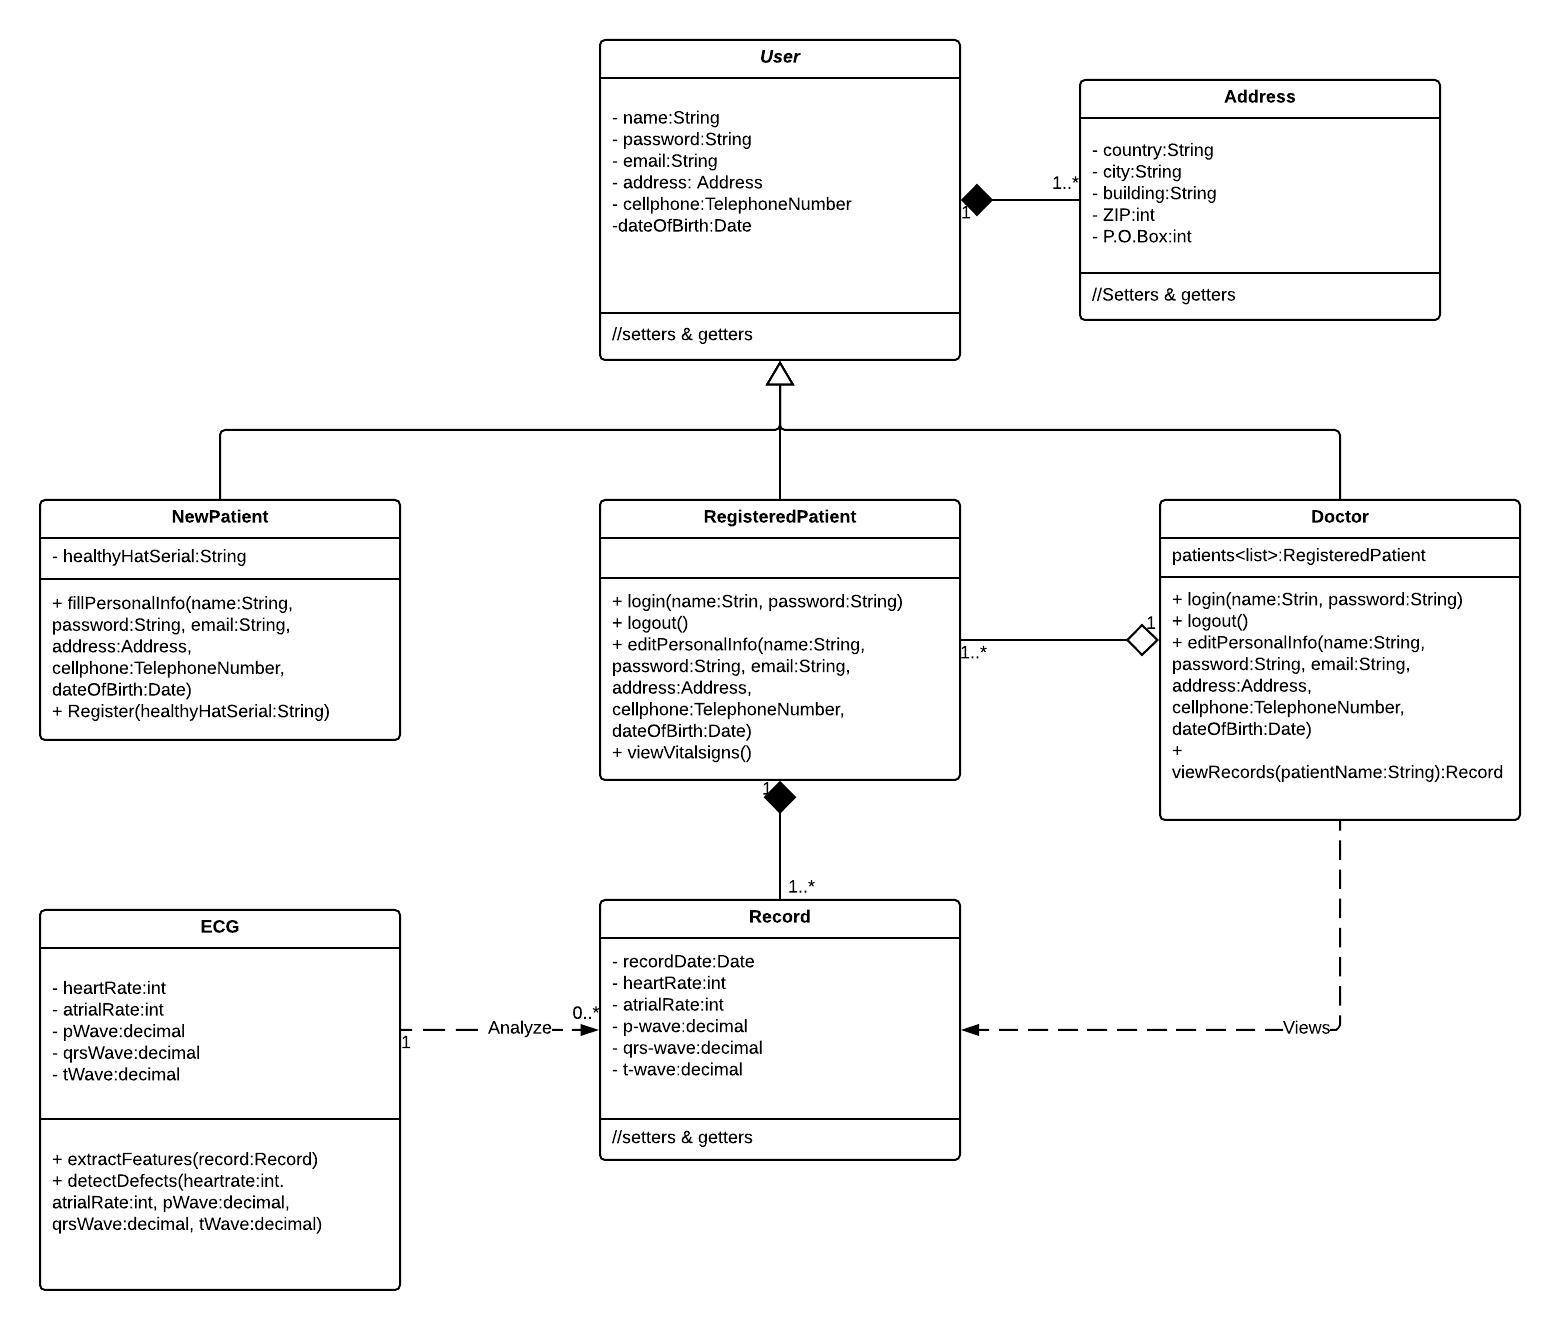 User
- name:String
- password:String
- email:String
- address: Address
- cellphone:TelephoneNumber
-dateOfBirth:Date
//setters & getters
1
1..*
Address
- country:String
- city:String
- building:String
- ZIP:int
- P.O.Box:int
//Setters & getters
NewPatient
- healthyHatSerial:String
+ fillPersonalInfo(name:String,
password:String, email:String,
address:Address,
cellphone:TelephoneNumber,
dateOfBirth:Date)
+ Register(healthyHatSerial:String)
RegisteredPatient
+ login(name:Strin, password:String)
+ logout()
+ editPersonalInfo(name:String,
password:String, email:String,
address:Address,
cellphone:TelephoneNumber,
dateOfBirth:Date)
+ viewVitalsigns()
1..*
1
Doctor
patients<list>:RegisteredPatient
+ login(name:Strin, password:String)
+ logout()
+ editPersonalInfo(name:String,
password:String, email:String,
address:Address,
cellphone:TelephoneNumber,
dateOfBirth:Date)
+
viewRecords(patientName:String):Record
1
1..*
ECG
- heartRate:int
- atrialRate:int
- pWave:decimal
- qrsWave:decimal
- tWave:decimal
+ extractFeatures(record:Record)
+ detectDefects(heartrate:int.
atrialRate:int, pWave:decimal,
qrsWave:decimal, tWave:decimal)
1
Analyze
0..*
Record
- recordDate:Date
- heartRate:int
- atrialRate:int
- p-wave:decimal
- qrs-wave:decimal
- t-wave:decimal
//setters & getters
Views